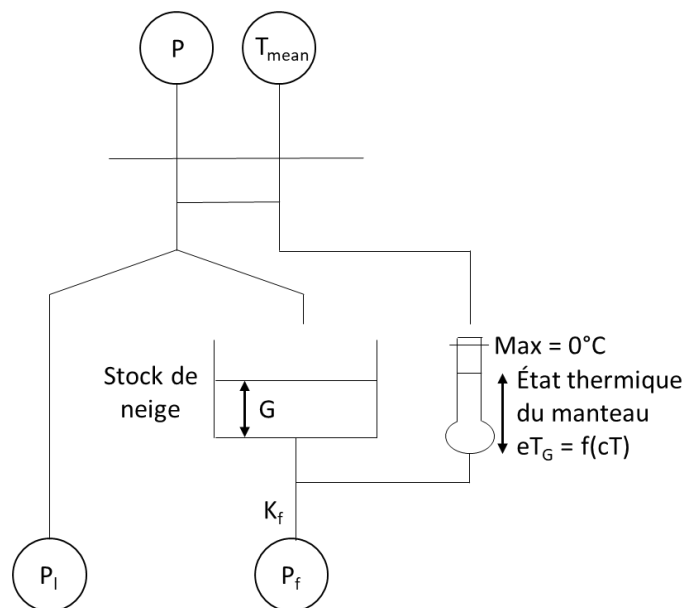 P
T_mean
Max = 0°C
Stock de
neige
G
État thermique
du manteau
eT_G = f(cT)
K_f
P_l
P_f